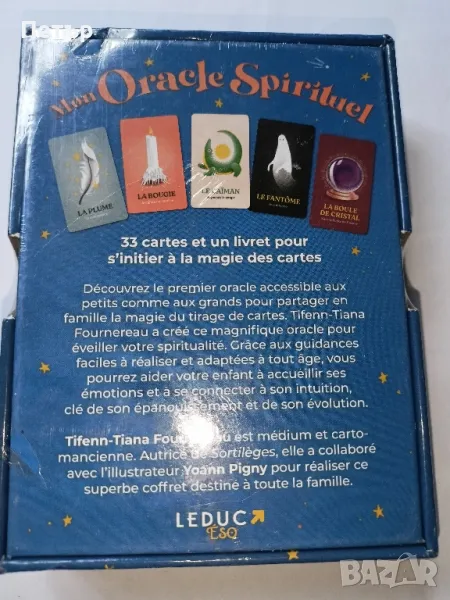 Петър
Mon Oracle Spirituel
LA PLUME
LA BOUGIE
LE CAÏMAN
LE FANTÔME
LA BOULE
DE CRISTAL
33 cartes et un livret pour
s'initier à la magie des cartes
Découvrez le premier oracle accessible aux
petits comme aux grands pour partager en
famille la magie du tirage de cartes. Tifenn-Tiana
Fournereau a créé ce magnifique oracle pour
éveiller votre spiritualité. Grâce aux guidances
faciles à réaliser et adaptées à tout âge, vous
pourrez aider votre enfant à accueillir ses
émotions et à se connecter à son intuition,
clé de son épanouissement et de son évolution.
Tifenn-Tiana Fournereau est médium et carto-
mancienne. Autrice de Sortilèges, elle a collaboré
avec l'illustrateur Yoann Pigny pour réaliser ce
superbe coffret destiné à toute la famille.
LEDUC
ÉSO
BAZAR